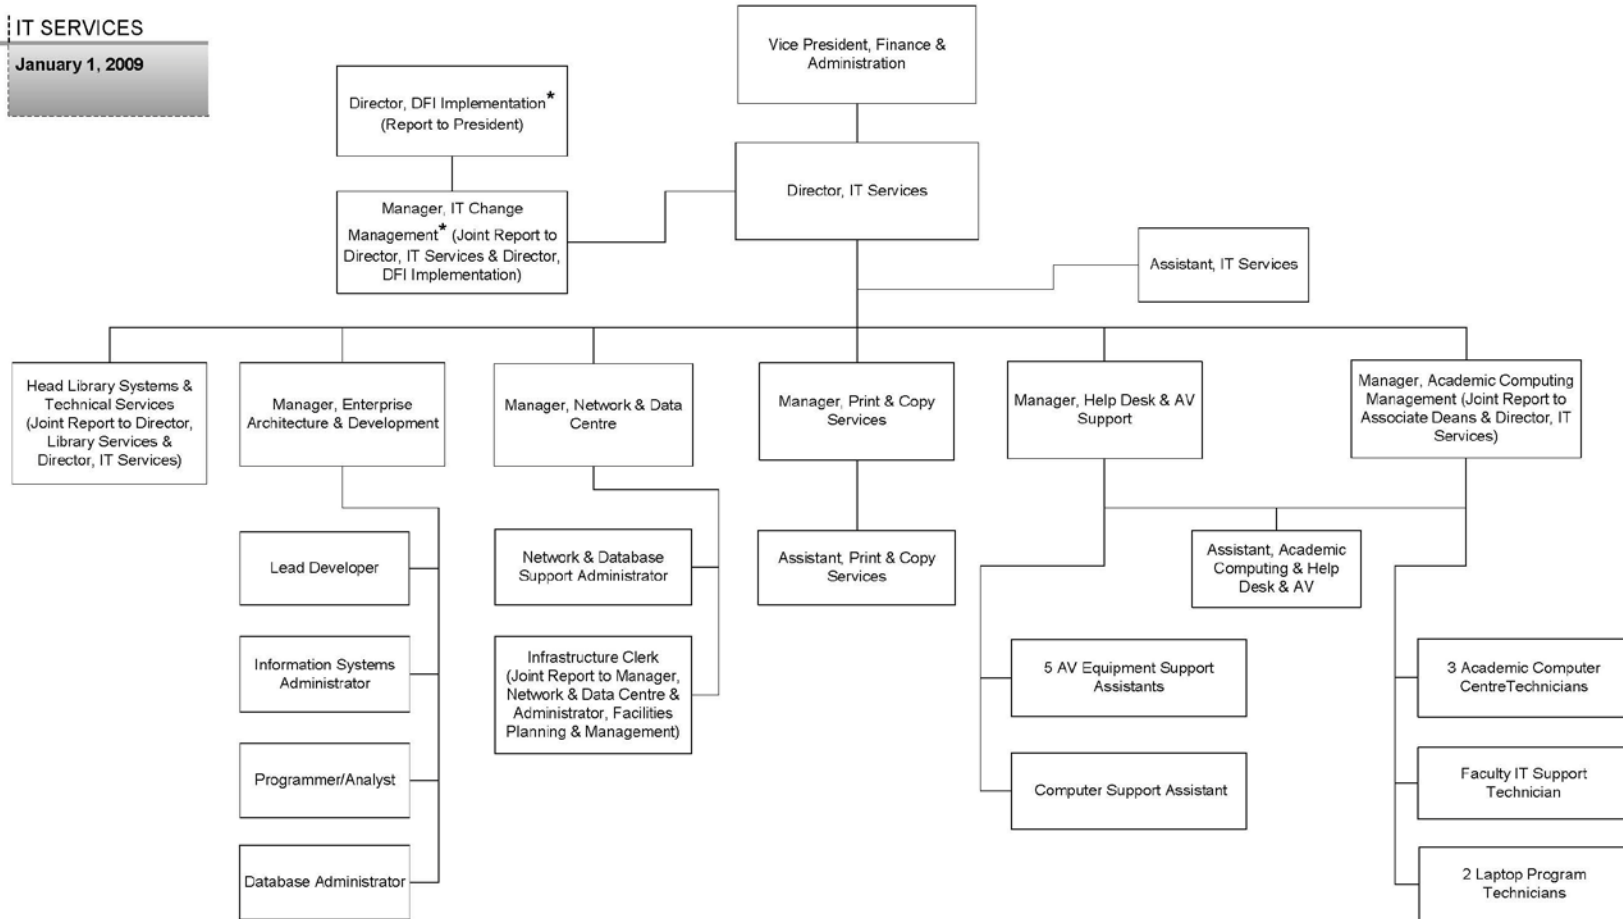 IT SERVICES
January 1, 2009
Vice President, Finance &
Administration
Director, DFI Implementation*
(Report to President)
Director, IT Services
Manager, IT Change
Management* (Joint Report to
Director, IT Services & Director,
DFI Implementation)
Assistant, IT Services
Head Library Systems &
Technical Services
(Joint Report to Director,
Library Services &
Director, IT Services)
Manager, Enterprise
Architecture & Development
Manager, Network & Data
Centre
Manager, Print & Copy
Services
Manager, Help Desk & AV
Support
Manager, Academic Computing
Management (Joint Report to
Associate Deans & Director, IT
Services)
Lead Developer
Information Systems
Administrator
Programmer/Analyst
Database Administrator
Network & Database
Support Administrator
Infrastructure Clerk
(Joint Report to Manager,
Network & Data Centre &
Administrator, Facilities
Planning & Management)
Assistant, Print & Copy
Services
Assistant, Academic
Computing & Help
Desk & AV
5 AV Equipment Support
Assistants
Computer Support Assistant
3 Academic Computer
CentreTechnicians
Faculty IT Support
Technician
2 Laptop Program
Technicians